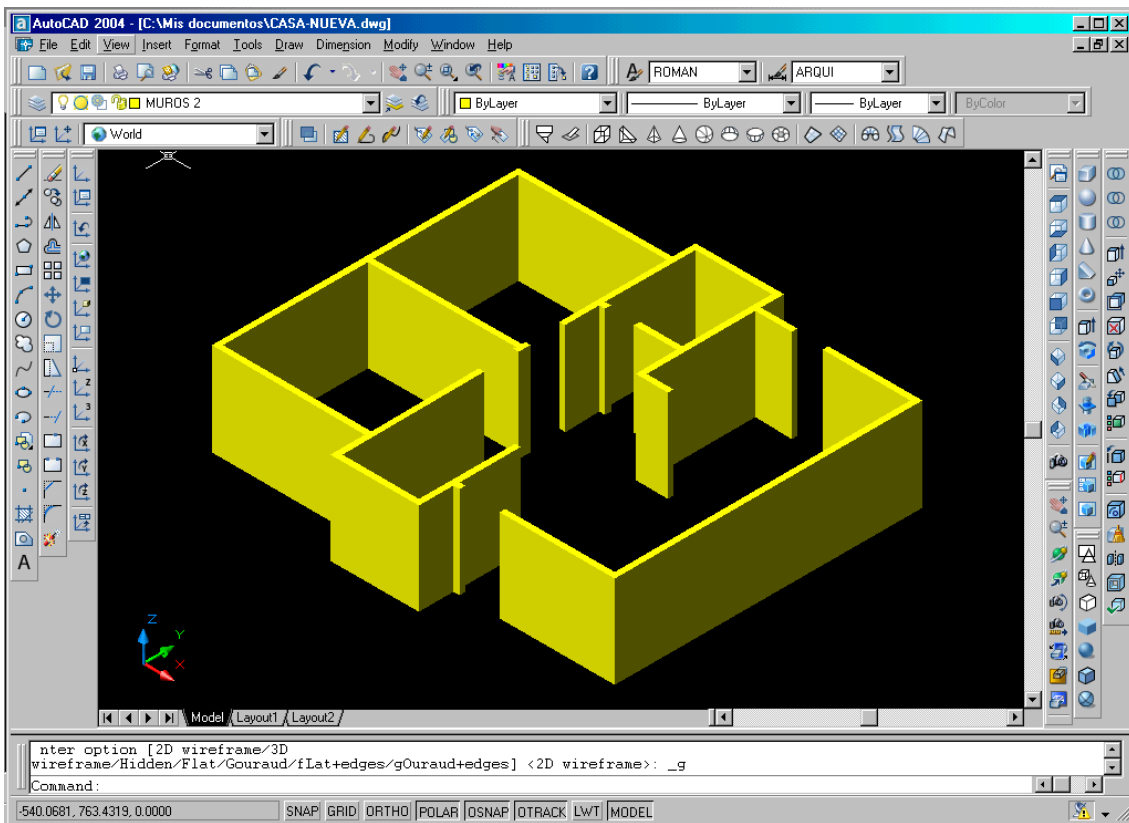 AutoCAD 2004 - [C:\Mis documentos\CASA-NUEVA.dwg]
File Edit View Insert Format Tools Draw Dimension Modify Window Help
ROMAN ARQUI
MUROS 2 ByLayer ByLayer ByLayer ByColor
World
Z
Y
X
Model Layout1 Layout2
nter option [2D wireframe/3D
wireframe/Hidden/Flat/Gouraud/fLat+edges/gOuraud+edges] <2D wireframe>: _g
Command:
-540.0681, 763.4319, 0.0000 SNAP GRID ORTHO POLAR OSNAP OTRACK LWT MODEL